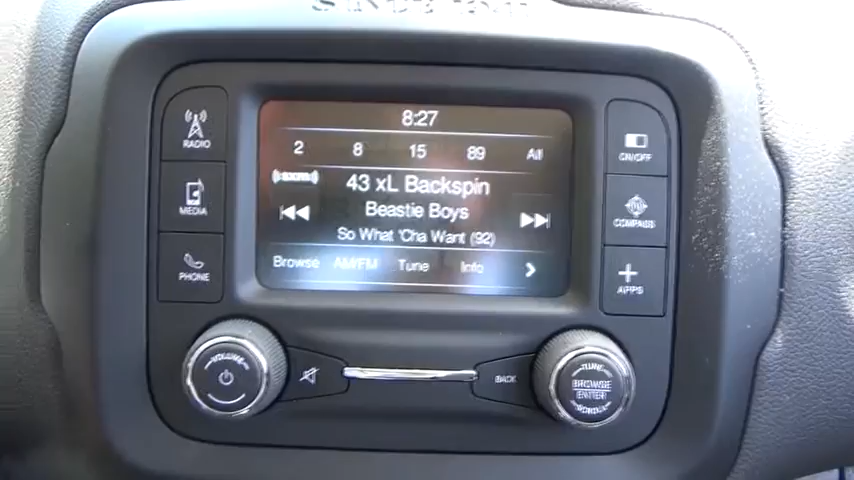 8:27
RADIO
ON/OFF
2 8 15 89 All
((SiriusXM))
43 xL Backspin
MEDIA
COMPASS
Beastie Boys
So What 'Cha Want (92)
PHONE
Browse AM/FM Tune Info
APPS
VOLUME
BACK
TUNE
BROWSE
ENTER
SCROLL